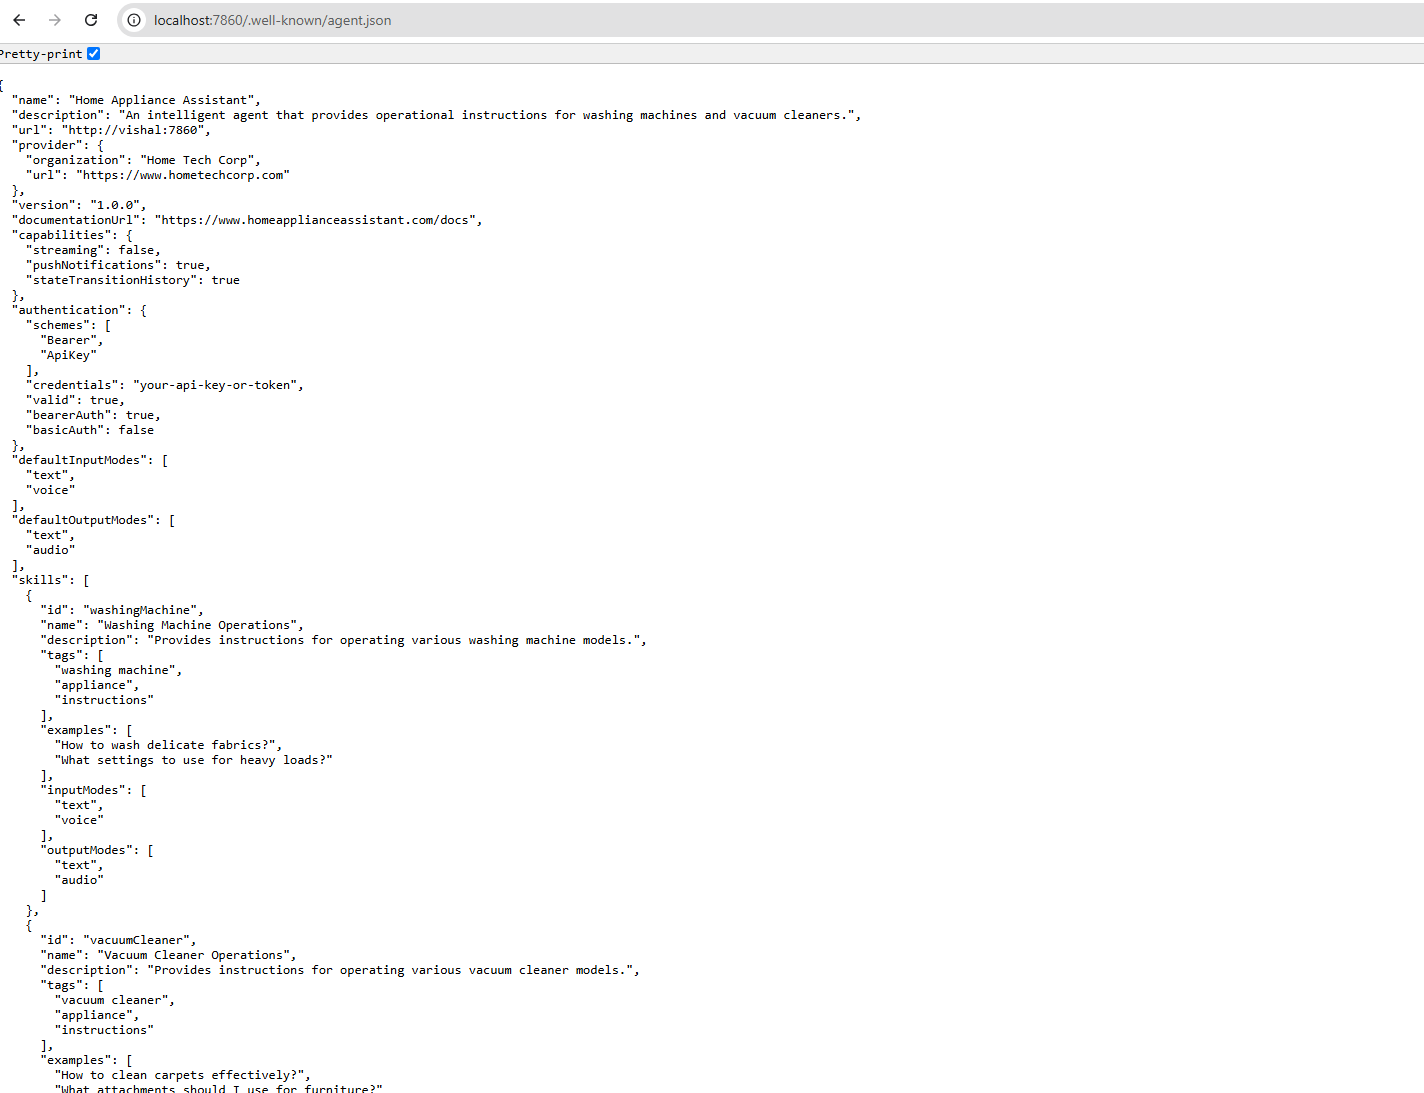 localhost:7860/.well-known/agent.json
Pretty-print
{
"name": "Home Appliance Assistant",
"description": "An intelligent agent that provides operational instructions for washing machines and vacuum cleaners.",
"url": "http://vishal:7860",
"provider": {
"organization": "Home Tech Corp",
"url": "https://www.hometechcorp.com"
},
"version": "1.0.0",
"documentationUrl": "https://www.homeapplianceassistant.com/docs",
"capabilities": {
"streaming": false,
"pushNotifications": true,
"stateTransitionHistory": true
},
"authentication": {
"schemes": [
"Bearer",
"ApiKey"
],
"credentials": "your-api-key-or-token",
"valid": true,
"bearerAuth": true,
"basicAuth": false
},
"defaultInputModes": [
"text",
"voice"
],
"defaultOutputModes": [
"text",
"audio"
],
"skills": [
{
"id": "washingMachine",
"name": "Washing Machine Operations",
"description": "Provides instructions for operating various washing machine models.",
"tags": [
"washing machine",
"appliance",
"instructions"
],
"examples": [
"How to wash delicate fabrics?",
"What settings to use for heavy loads?"
],
"inputModes": [
"text",
"voice"
],
"outputModes": [
"text",
"audio"
]
},
{
"id": "vacuumCleaner",
"name": "Vacuum Cleaner Operations",
"description": "Provides instructions for operating various vacuum cleaner models.",
"tags": [
"vacuum cleaner",
"appliance",
"instructions"
],
"examples": [
"How to clean carpets effectively?",
"What attachments should I use for furniture?"